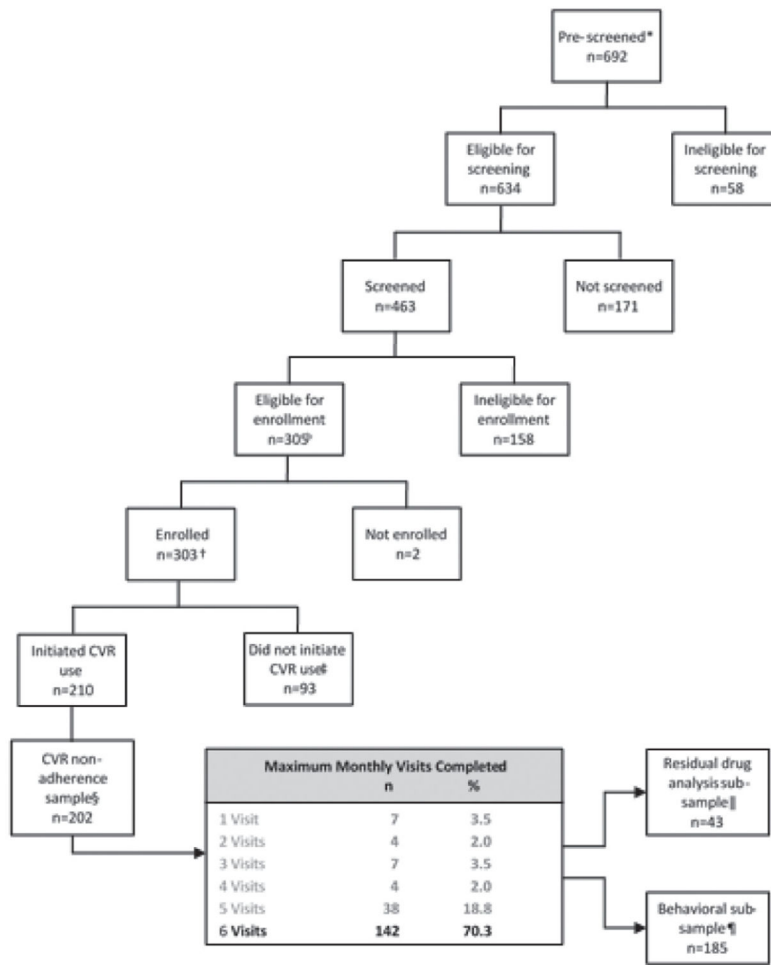 Pre-screened*
n=692
Eligible for
screening
n=634
Ineligible for
screening
n=58
Screened
n=463
Not screened
n=171
Eligible for
enrollment
n=309
Ineligible for
enrollment
n=158
Enrolled
n=303†
Not enrolled
n=2
Initiated CVR
use
n=210
Did not initiate
CVR use‡
n=93
CVR non-
adherence
sample§
n=202
Maximum Monthly Visits Completed
n %
1 Visit 7 3.5
2 Visits 4 2.0
3 Visits 7 3.5
4 Visits 4 2.0
5 Visits 38 18.8
6 Visits 142 70.3
Residual drug
analysis sub-
sample||
n=43
Behavioral sub-
sample¶
n=185